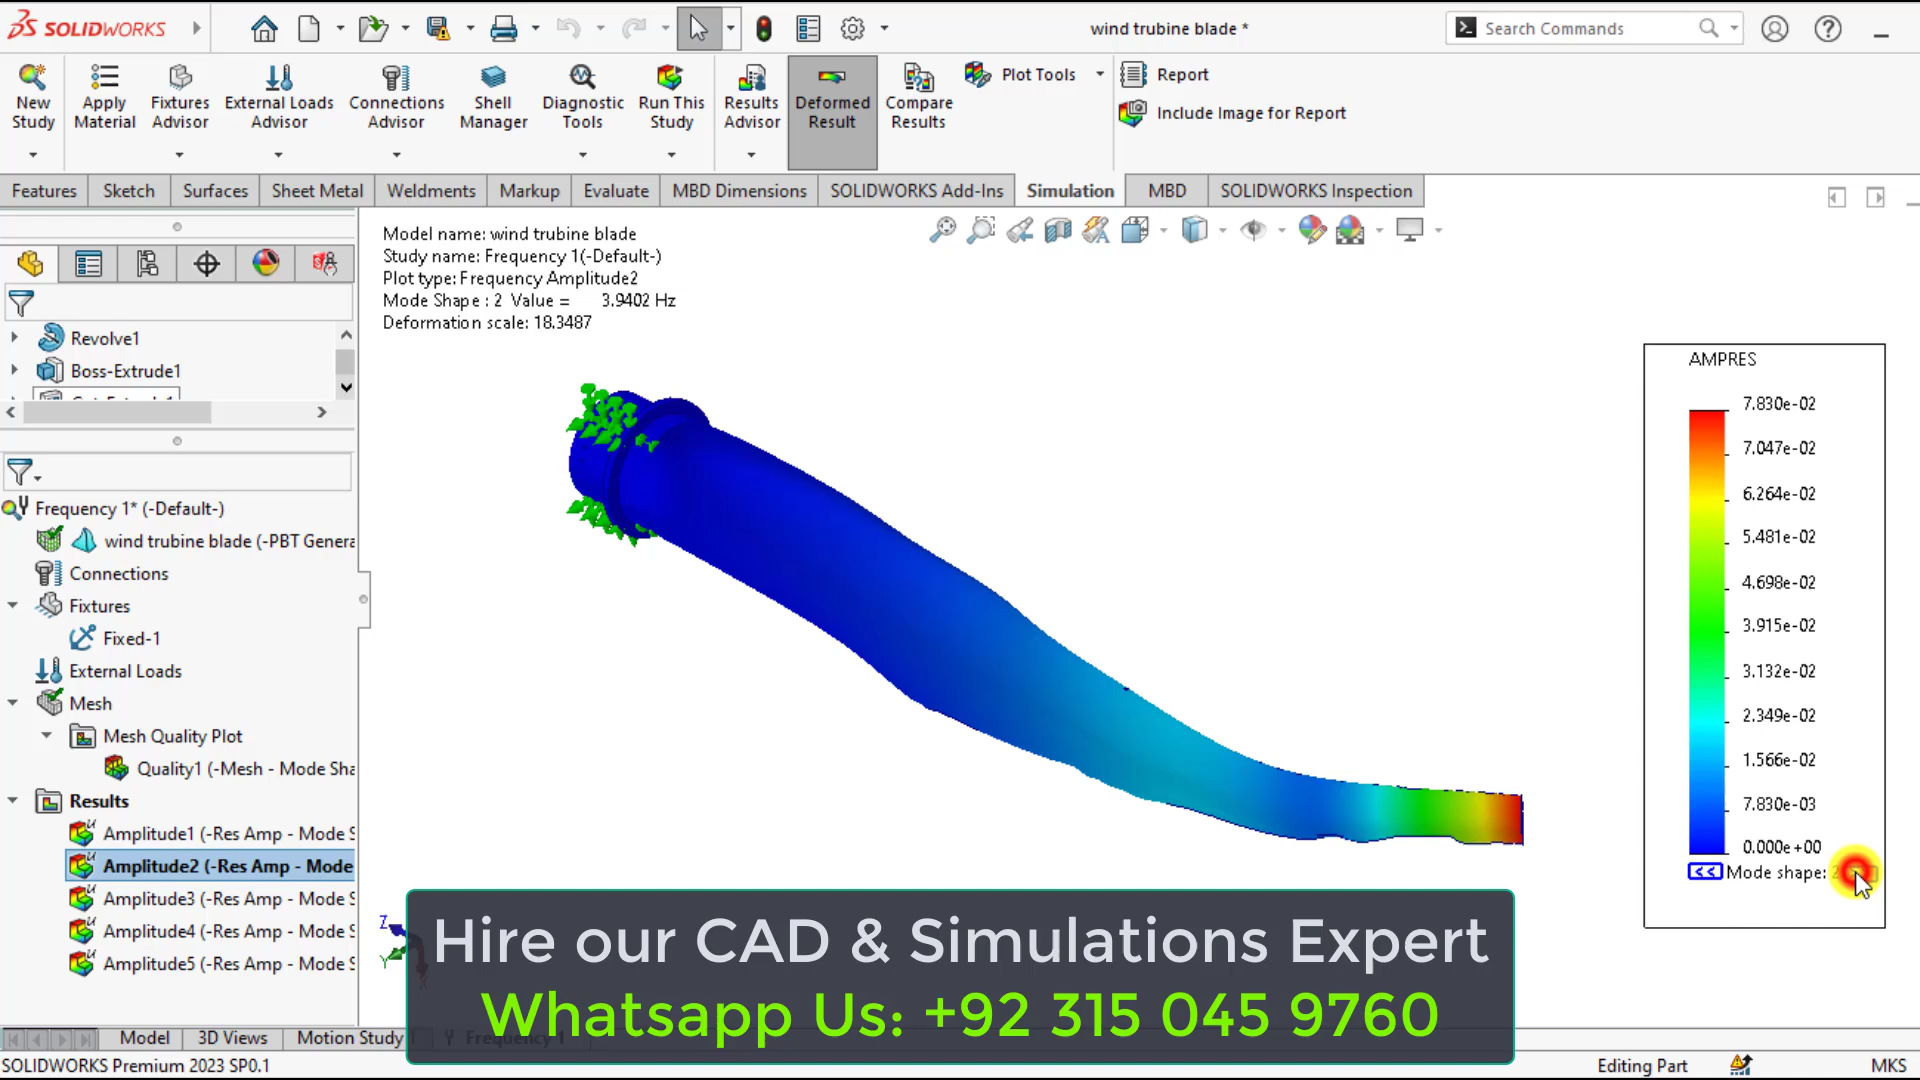 SOLIDWORKS
wind trubine blade *
Search Commands
New Study
Apply Material
Fixtures Advisor
External Loads Advisor
Connections Advisor
Shell Manager
Diagnostic Tools
Run This Study
Results Advisor
Deformed Result
Compare Results
Plot Tools
Report
Include Image for Report
Features
Sketch
Surfaces
Sheet Metal
Weldments
Markup
Evaluate
MBD Dimensions
SOLIDWORKS Add-Ins
Simulation
MBD
SOLIDWORKS Inspection
Model name: wind trubine blade
Study name: Frequency 1(-Default-)
Plot type: Frequency Amplitude2
Mode Shape : 2 Value = 3.9402 Hz
Deformation scale: 18.3487
Revolve1
Boss-Extrude1
Frequency 1* (-Default-)
wind trubine blade (-PBT Genera
Connections
Fixtures
Fixed-1
External Loads
Mesh
Mesh Quality Plot
Quality1 (-Mesh - Mode Sha
Results
Amplitude1 (-Res Amp - Mode S
Amplitude2 (-Res Amp - Mode
Amplitude3 (-Res Amp - Mode S
Amplitude4 (-Res Amp - Mode S
Amplitude5 (-Res Amp - Mode S
AMPRES
7.830e-02
7.047e-02
6.264e-02
5.481e-02
4.698e-02
3.915e-02
3.132e-02
2.349e-02
1.566e-02
7.830e-03
0.000e+00
<< Mode shape:
Z
Y
Hire our CAD & Simulations Expert
Whatsapp Us: +92 315 045 9760
Model
3D Views
Motion Study
Frequency 1
SOLIDWORKS Premium 2023 SP0.1
Editing Part
MKS